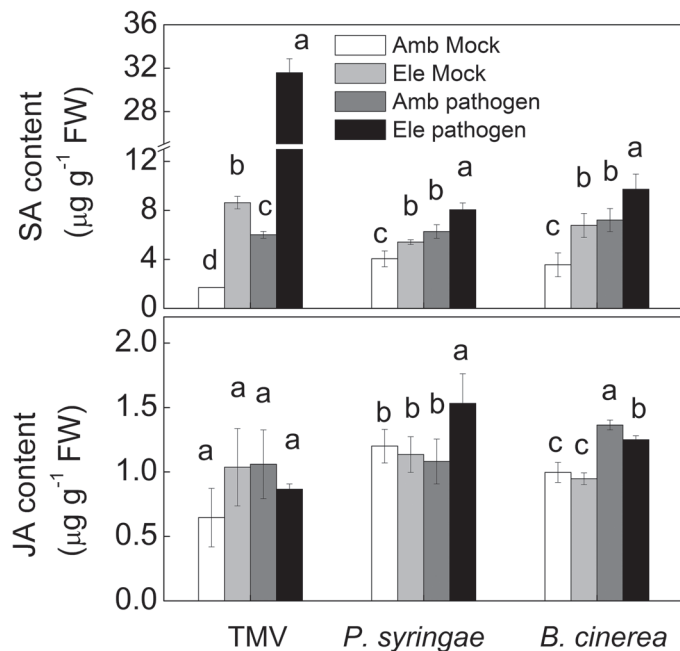 36
32
28
12
8
4
0
SA content
(µg g⁻¹ FW)
Amb Mock
Ele Mock
Amb pathogen
Ele pathogen
d b c a
c b b a
c b b a
2.0
1.5
1.0
0.5
0.0
JA content
(µg g⁻¹ FW)
a a a a
b b b a
c c a b
TMV P. syringae B. cinerea